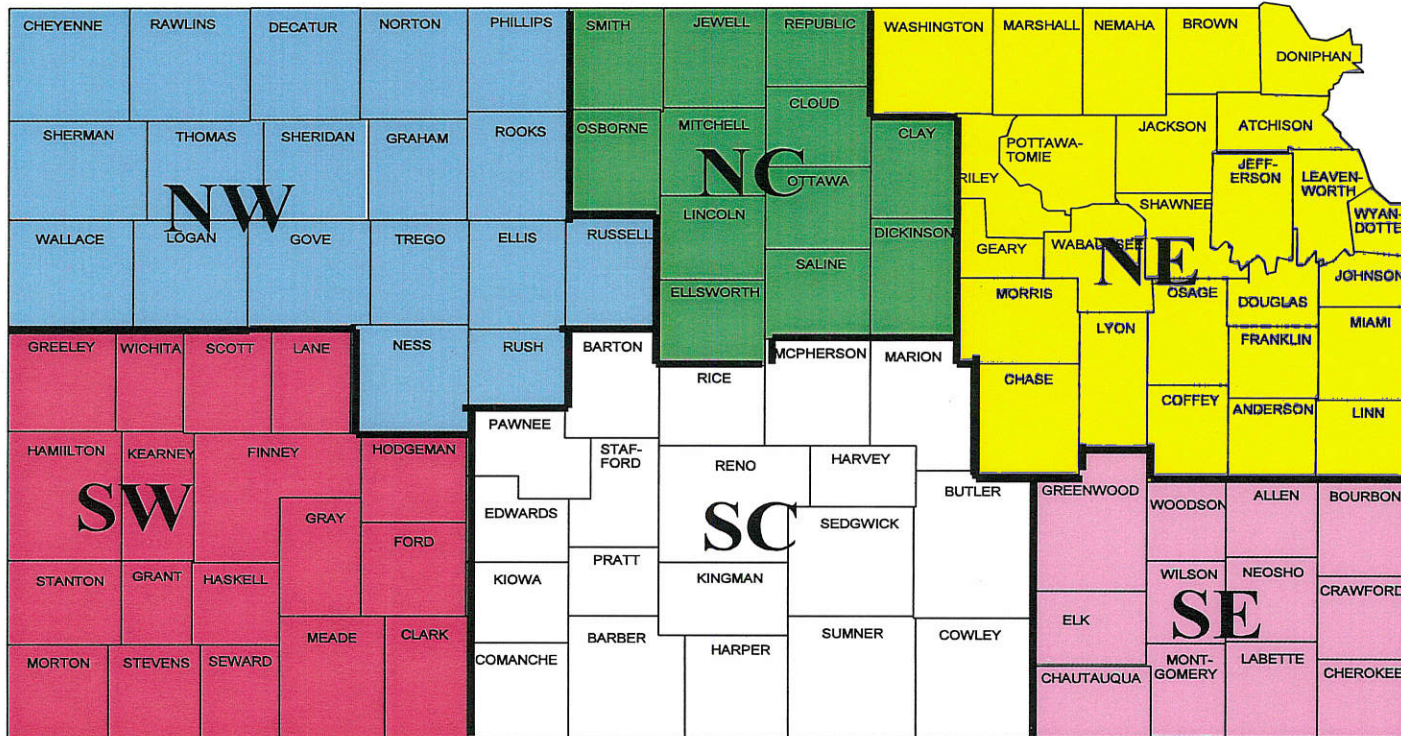 CHEYENNE
RAWLINS
DECATUR
NORTON
PHILLIPS
SMITH
JEWELL
REPUBLIC
WASHINGTON
MARSHALL
NEMAHA
BROWN
DONIPHAN
SHERMAN
THOMAS
SHERIDAN
GRAHAM
ROOKS
OSBORNE
MITCHELL
CLOUD
CLAY
RILEY
POTTAWA-
TOMIE
JACKSON
ATCHISON
JEFF-
ERSON
LEAVEN-
WORTH
WYAN-
DOTTE
NW
NC
NE
WALLACE
LOGAN
GOVE
TREGO
ELLIS
RUSSELL
LINCOLN
OTTAWA
DICKINSON
SALINE
ELLSWORTH
GEARY
WABAUNSEE
SHAWNEE
JOHNSON
MORRIS
OSAGE
DOUGLAS
LYON
FRANKLIN
MIAMI
CHASE
COFFEY
ANDERSON
LINN
GREELEY
WICHITA
SCOTT
LANE
NESS
RUSH
BARTON
RICE
MCPHERSON
MARION
HAMIILTON
KEARNEY
FINNEY
HODGEMAN
PAWNEE
STAF-
FORD
RENO
HARVEY
BUTLER
GREENWOOD
WOODSON
ALLEN
BOURBON
SW
SC
SE
GRAY
FORD
EDWARDS
SEDGWICK
STANTON
GRANT
HASKELL
KIOWA
PRATT
KINGMAN
ELK
WILSON
NEOSHO
CRAWFORD
MEADE
CLARK
BARBER
SUMNER
COWLEY
MORTON
STEVENS
SEWARD
COMANCHE
HARPER
CHAUTAUQUA
MONT-
GOMERY
LABETTE
CHEROKEE